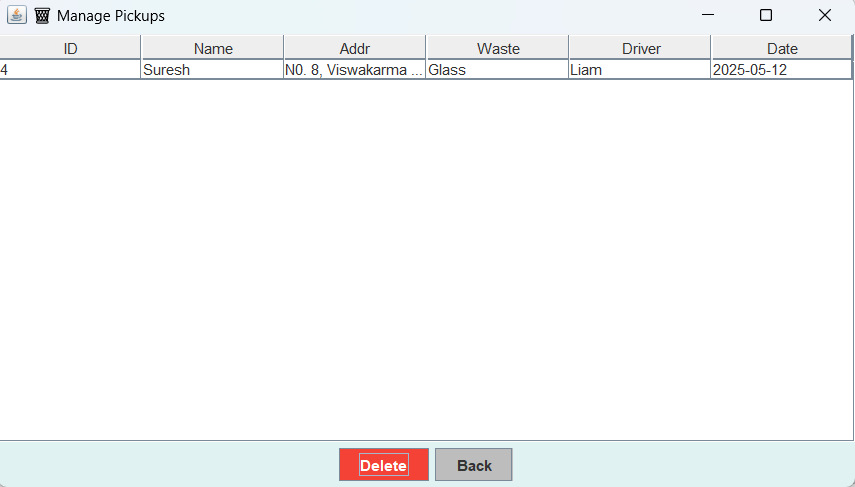 Manage Pickups
ID Name Addr Waste Driver Date
4 Suresh N0. 8, Viswakarma ... Glass Liam 2025-05-12
Delete Back